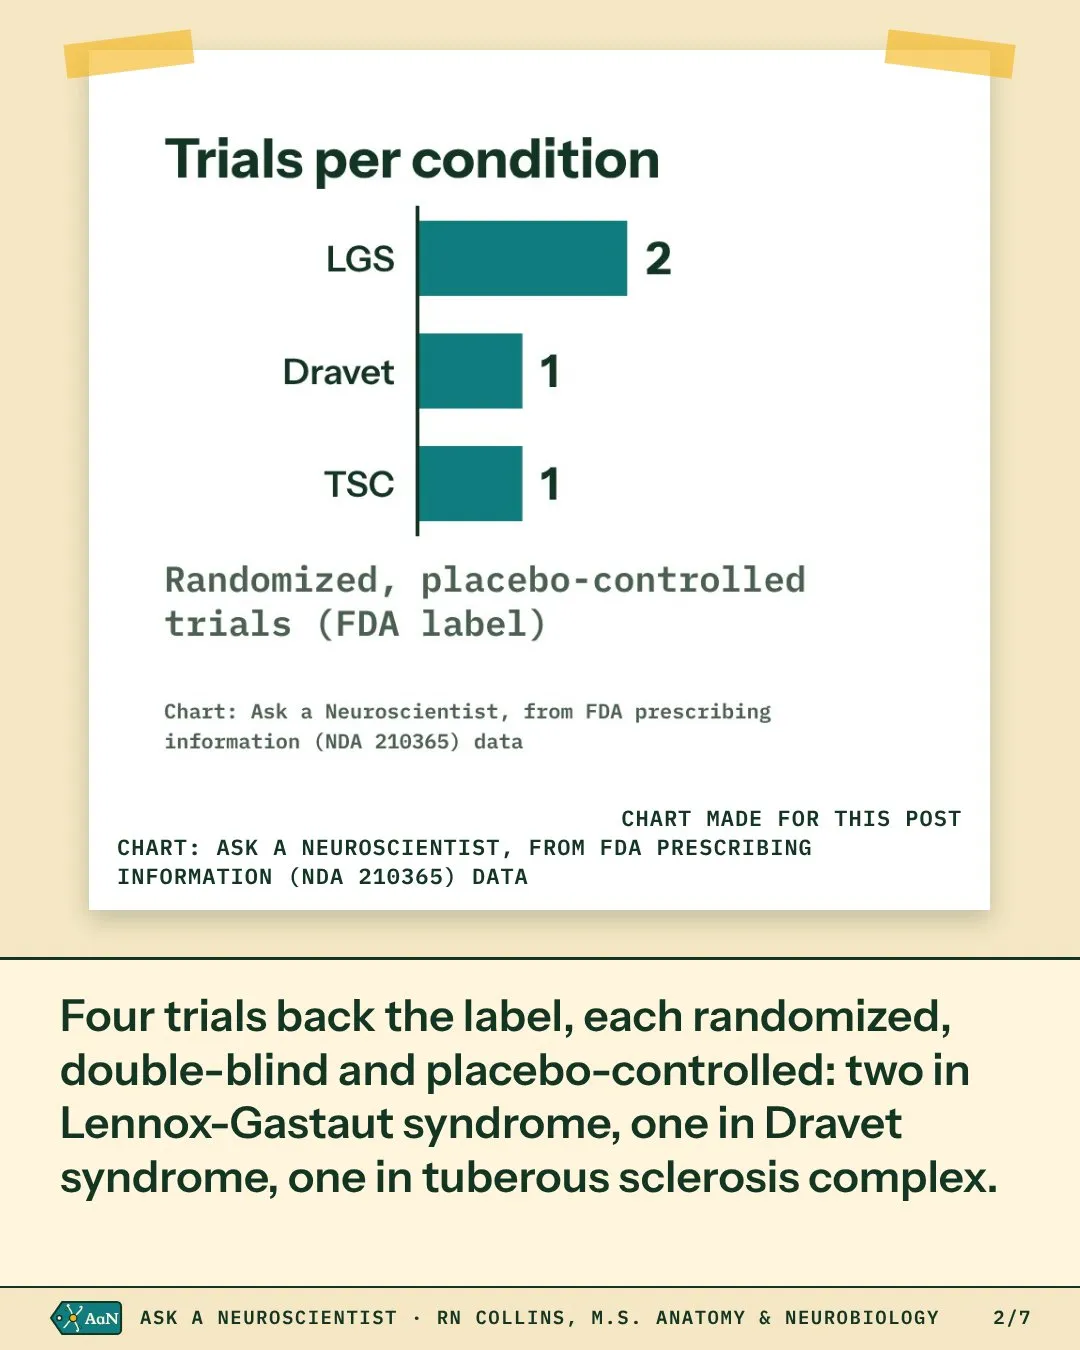 Trials per condition
LGS 2
Dravet 1
TSC 1
Randomized, placebo-controlled
trials (FDA label)
Chart: Ask a Neuroscientist, from FDA prescribing
information (NDA 210365) data
CHART MADE FOR THIS POST
CHART: ASK A NEUROSCIENTIST, FROM FDA PRESCRIBING
INFORMATION (NDA 210365) DATA
Four trials back the label, each randomized,
double-blind and placebo-controlled: two in
Lennox-Gastaut syndrome, one in Dravet
syndrome, one in tuberous sclerosis complex.
AaN ASK A NEUROSCIENTIST · RN COLLINS, M.S. ANATOMY & NEUROBIOLOGY 2/7